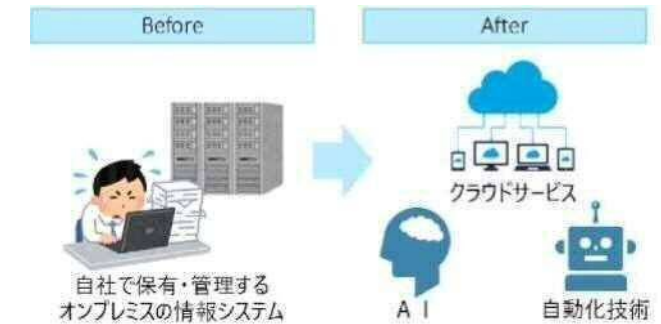 Before
After
自社で保有・管理する
オンプレミスの情報システム
クラウドサービス
AI
自動化技術